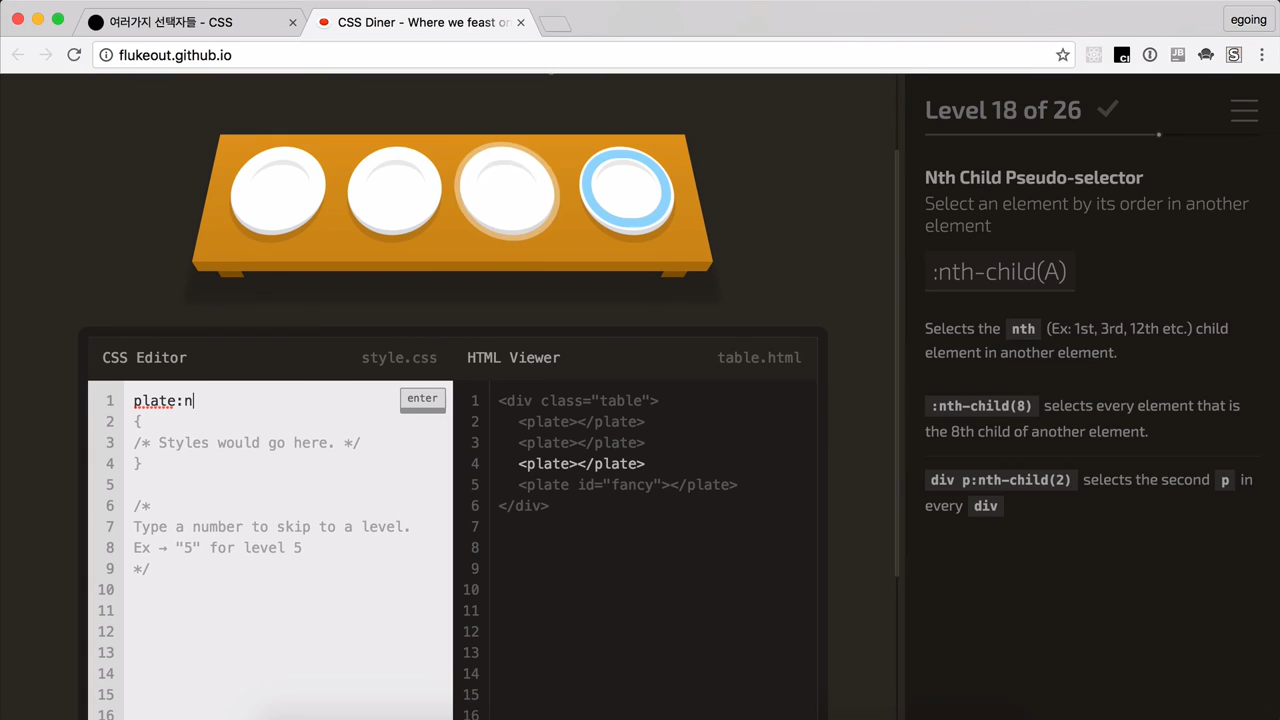 여러가지 선택자들 - CSS
CSS Diner - Where we feast on
egoing
flukeout.github.io
Level 18 of 26
Nth Child Pseudo-selector
Select an element by its order in another
element
:nth-child(A)
Selects the nth (Ex: 1st, 3rd, 12th etc.) child
element in another element.
:nth-child(8) selects every element that is
the 8th child of another element.
div p:nth-child(2) selects the second p in
every div
CSS Editor style.css
1 plate:n enter
2 {
3 /* Styles would go here. */
4 }
5
6 /*
7 Type a number to skip to a level.
8 Ex → "5" for level 5
9 */
10
11
12
13
14
15
16
HTML Viewer table.html
1 <div class="table">
2 <plate></plate>
3 <plate></plate>
4 <plate></plate>
5 <plate id="fancy"></plate>
6 </div>
7
8
9
10
11
12
13
14
15
16